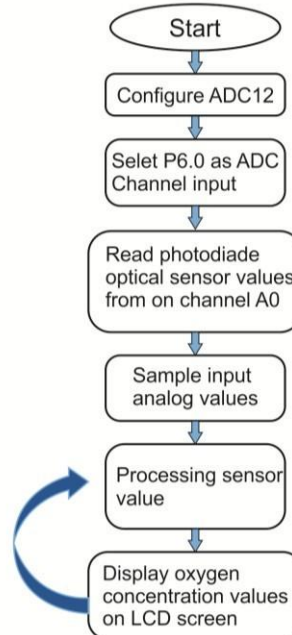 Start
Configure ADC12
Selet P6.0 as ADC
Channel input
Read photodiade
optical sensor values
from on channel A0
Sample input
analog values
Processing sensor
value
Display oxygen
concentration values
on LCD screen